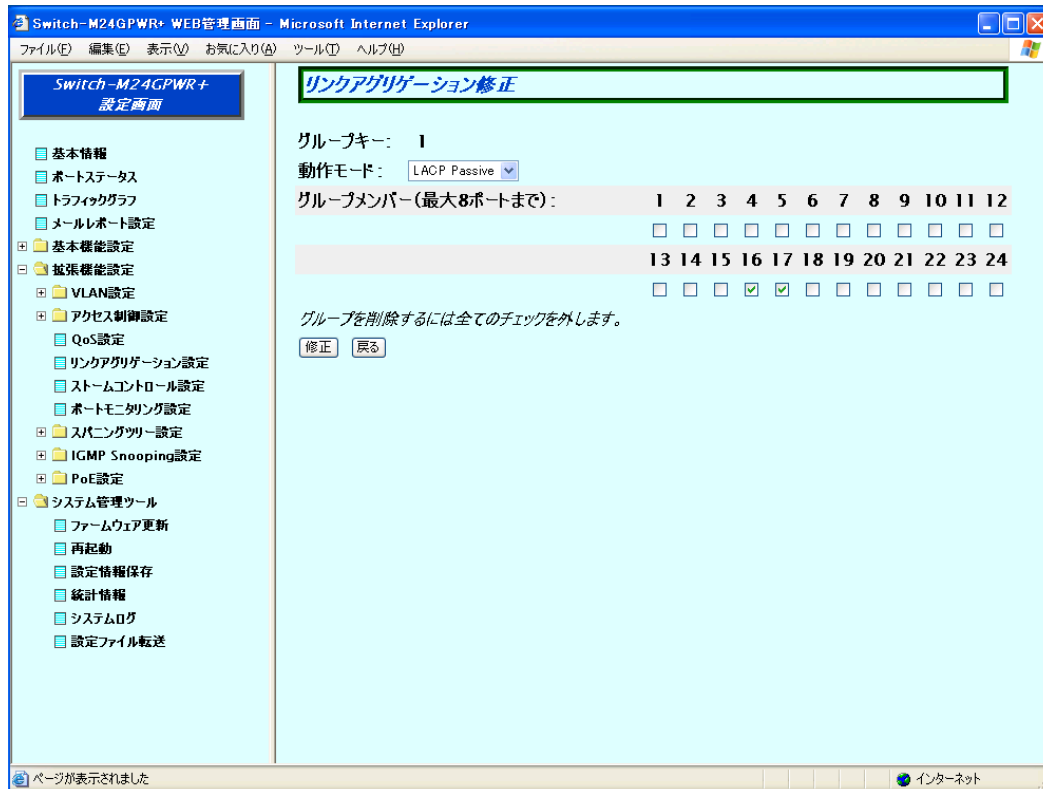 Switch-M24GPWR+ WEB管理画面 - Microsoft Internet Explorer
ファイル(F) 編集(E) 表示(V) お気に入り(A) ツール(T) ヘルプ(H)
Switch-M24GPWR+
設定画面
基本情報
ポートステータス
トラフィックグラフ
メールレポート設定
基本機能設定
拡張機能設定
VLAN設定
アクセス制御設定
QoS設定
リンクアグリゲーション設定
ストームコントロール設定
ポートモニタリング設定
スパニングツリー設定
IGMP Snooping設定
PoE設定
システム管理ツール
ファームウェア更新
再起動
設定情報保存
統計情報
システムログ
設定ファイル転送
リンクアグリゲーション修正
グループキー: 1
動作モード: LACP Passive
グループメンバー(最大8ポートまで): 1 2 3 4 5 6 7 8 9 10 11 12
13 14 15 16 17 18 19 20 21 22 23 24
グループを削除するには全てのチェックを外します。
修正 戻る
ページが表示されました インターネット